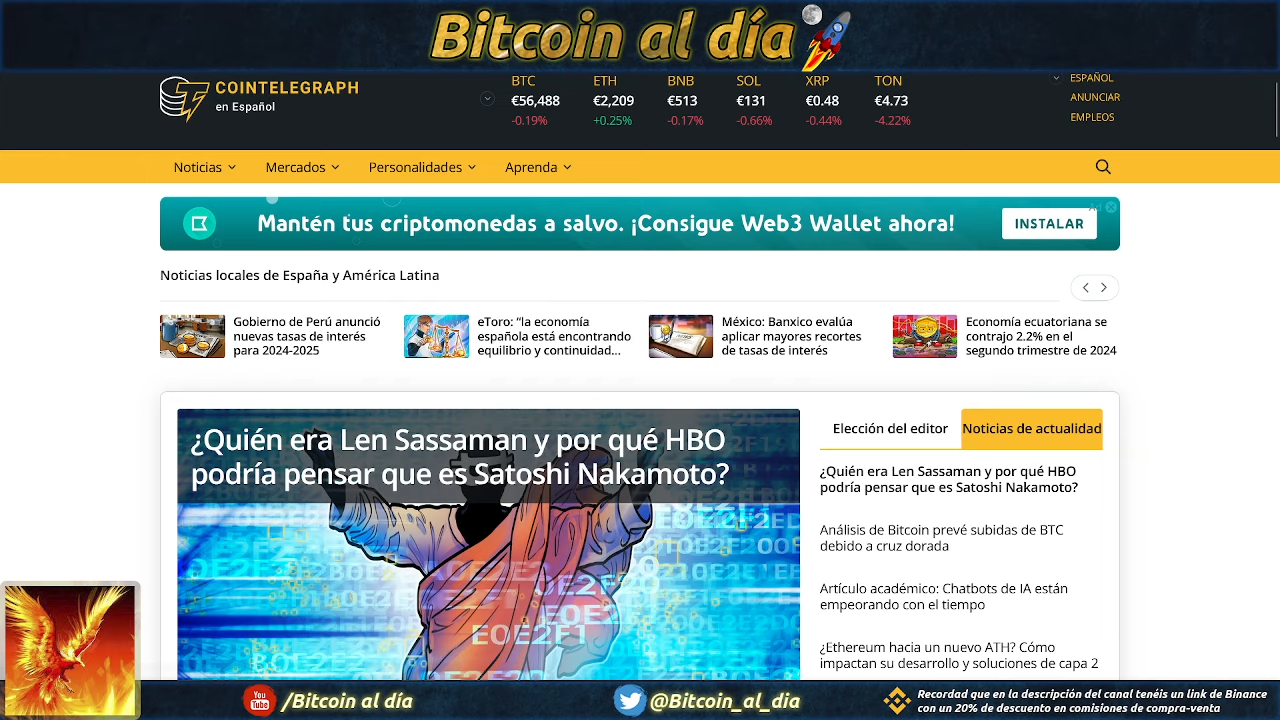 Bitcoin al día
COINTELEGRAPH
en Español
BTC
€56,488
-0.19%
ETH
€2,209
+0.25%
BNB
€513
-0.17%
SOL
€131
-0.66%
XRP
€0.48
-0.44%
TON
€4.73
-4.22%
ESPAÑOL
ANUNCIAR
EMPLEOS
Noticias
Mercados
Personalidades
Aprenda
Mantén tus criptomonedas a salvo. ¡Consigue Web3 Wallet ahora!
INSTALAR
Ad
Noticias locales de España y América Latina
Gobierno de Perú anunció
nuevas tasas de interés
para 2024-2025
eToro: “la economía
española está encontrando
equilibrio y continuidad...
México: Banxico evalúa
aplicar mayores recortes
de tasas de interés
Economía ecuatoriana se
contrajo 2.2% en el
segundo trimestre de 2024
¿Quién era Len Sassaman y por qué HBO
podría pensar que es Satoshi Nakamoto?
Elección del editor
Noticias de actualidad
¿Quién era Len Sassaman y por qué HBO
podría pensar que es Satoshi Nakamoto?
Análisis de Bitcoin prevé subidas de BTC
debido a cruz dorada
Artículo académico: Chatbots de IA están
empeorando con el tiempo
¿Ethereum hacia un nuevo ATH? Cómo
impactan su desarrollo y soluciones de capa 2
E0E2F1
You
Tube
/Bitcoin al día
@Bitcoin_al_dia
Recordad que en la descripción del canal tenéis un link de Binance
con un 20% de descuento en comisiones de compra-venta